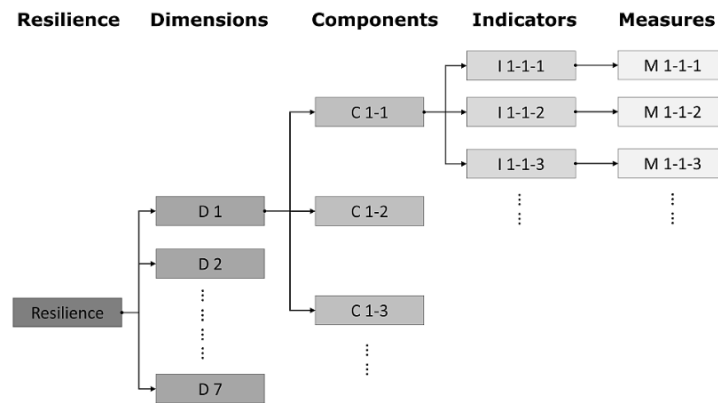 Resilience Dimensions Components Indicators Measures
I 1-1-1 M 1-1-1
C 1-1 I 1-1-2 M 1-1-2
I 1-1-3 M 1-1-3
D 1 C 1-2
D 2
Resilience C 1-3
D 7